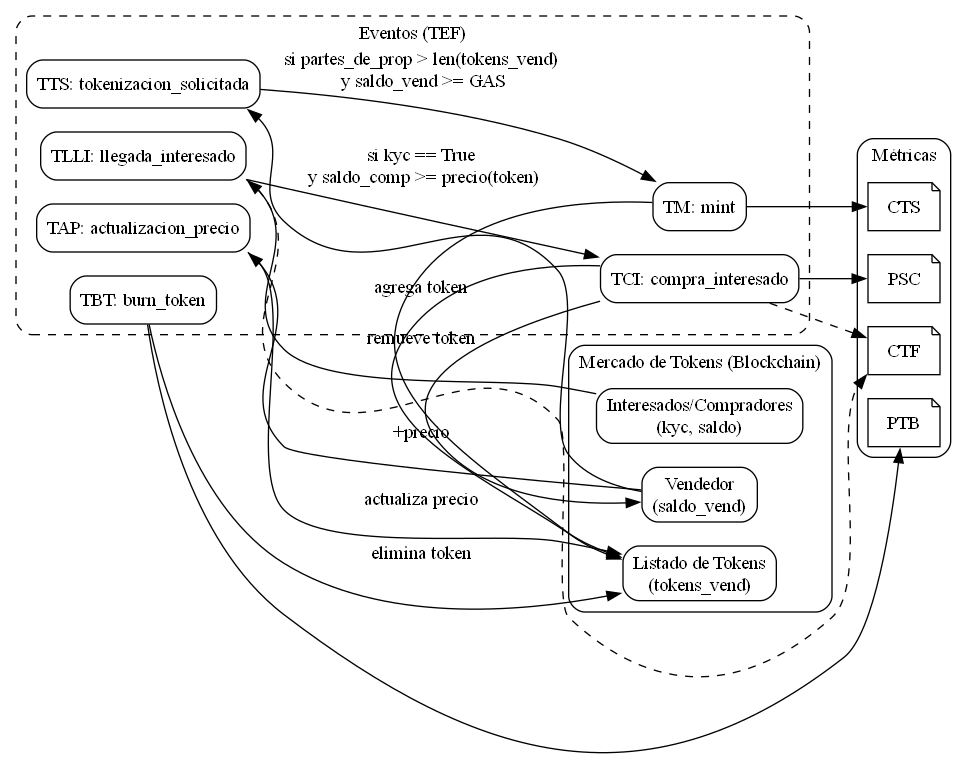 Eventos (TEF)
si partes_de_prop > len(tokens_vend)
y saldo_vend >= GAS
TTS: tokenizacion_solicitada
TLLI: llegada_interesado
si kyc == True
y saldo_comp >= precio(token)
TAP: actualizacion_precio
TBT: burn_token
TM: mint
TCI: compra_interesado
Métricas
CTS
PSC
CTF
PTB
agrega token
remueve token
+precio
actualiza precio
elimina token
Mercado de Tokens (Blockchain)
Interesados/Compradores
(kyc, saldo)
Vendedor
(saldo_vend)
Listado de Tokens
(tokens_vend)